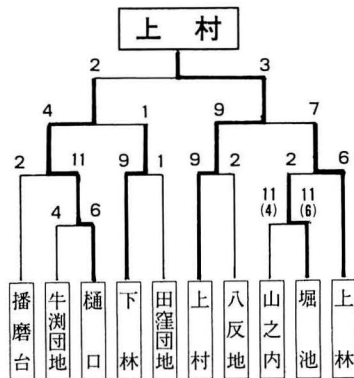 上村
2 3
4 1 9 7
2 11 9 1 9 2 2 6
4 6 11 11
(4) (6)
播磨台
牛渕団地
樋口
下林
田窪団地
上村
八反地
山之内
堀池
上林